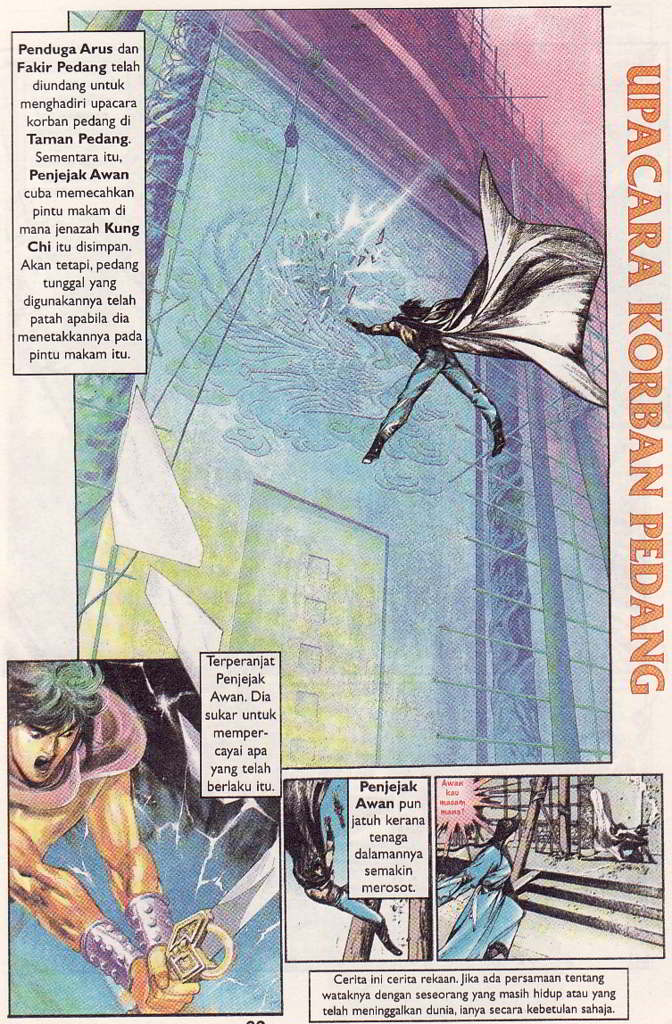 UPACARA KORBAN PEDANG
Penduga Arus dan
Fakir Pedang telah
diundang untuk
menghadiri upacara
korban pedang di
Taman Pedang.
Sementara itu,
Penjejak Awan
cuba memecahkan
pintu makam di
mana jenazah Kung
Chi itu disimpan.
Akan tetapi, pedang
tunggal yang
digunakannya telah
patah apabila dia
menetakkannya pada
pintu makam itu.
Terperanjat
Penjejak
Awan. Dia
sukar untuk
memper-
cayai apa
yang telah
berlaku itu.
Penjejak
Awan pun
jatuh kerana
tenaga
dalamannya
semakin
merosot.
Awan
kau
macam
mana?
Cerita ini cerita rekaan. Jika ada persamaan tentang
wataknya dengan seseorang yang masih hidup atau yang
telah meninggalkan dunia, ianya secara kebetulan sahaja.